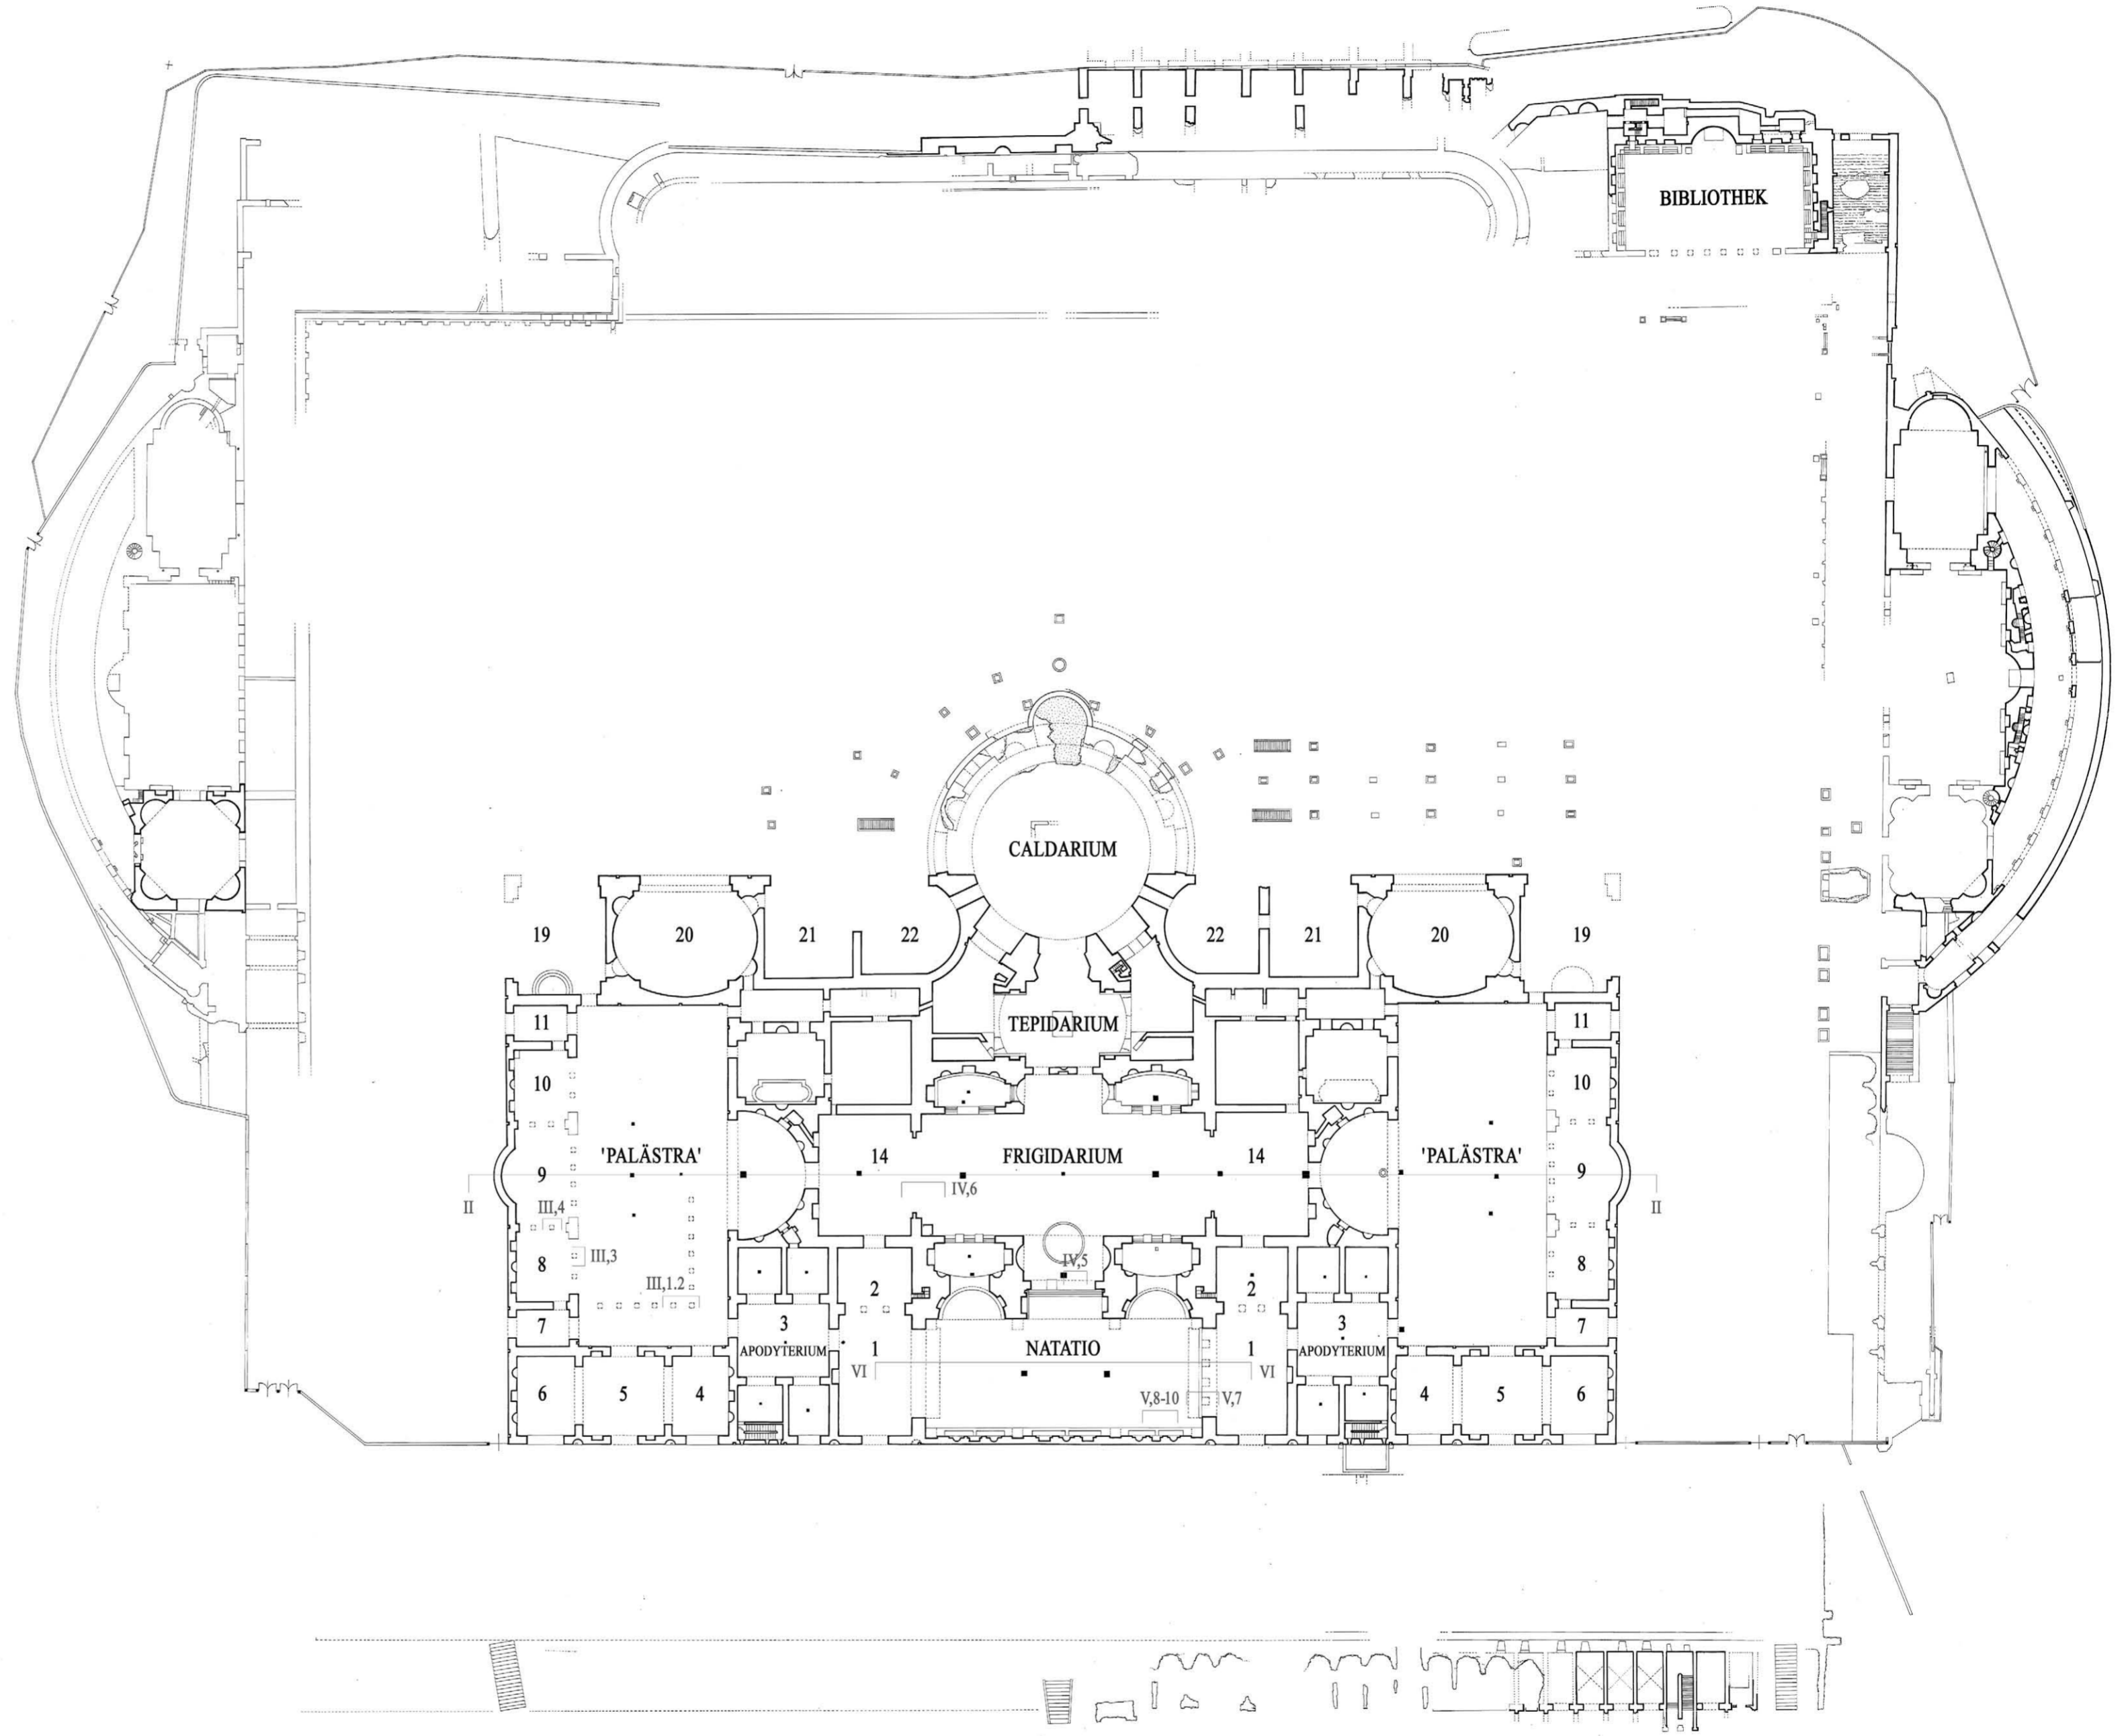 BIBLIOTHEK
CALDARIUM
19 20 21 22 22 21 20 19
11 TEPIDARIUM 11
10 10
'PALÄSTRA' 14 FRIGIDARIUM 14 'PALÄSTRA'
9 9
IV,6
II III,4 II
III,3 IV,5
8 8
III,1.2 2 2
7 3 3 7
APODYTERIUM 1 NATATIO 1 APODYTERIUM
VI VI
6 5 4 V,8-10 V,7 4 5 6